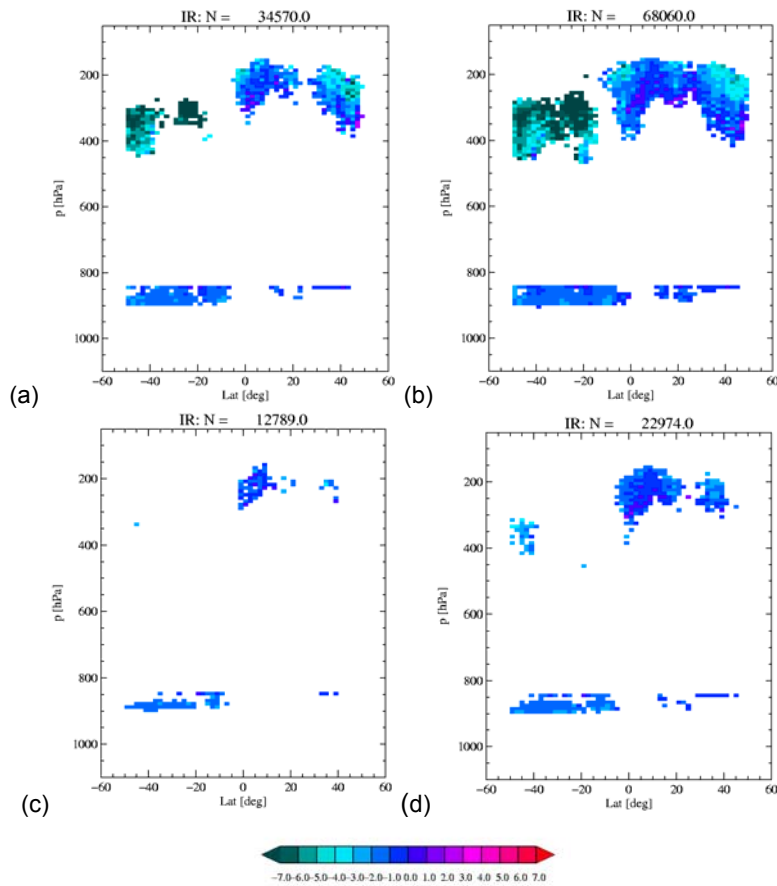 IR: N = 34570.0
IR: N = 68060.0
200
400
600
800
1000
p [hPa]
−60 −40 −20 0 20 40 60
Lat [deg]
(a)
200
400
600
800
1000
p [hPa]
−60 −40 −20 0 20 40 60
Lat [deg]
(b)
IR: N = 12789.0
IR: N = 22974.0
200
400
600
800
1000
p [hPa]
−60 −40 −20 0 20 40 60
Lat [deg]
(c)
200
400
600
800
1000
p [hPa]
−60 −40 −20 0 20 40 60
Lat [deg]
(d)
−7.0 −6.0 −5.0 −4.0 −3.0 −2.0 −1.0 0.0 1.0 2.0 3.0 4.0 5.0 6.0 7.0